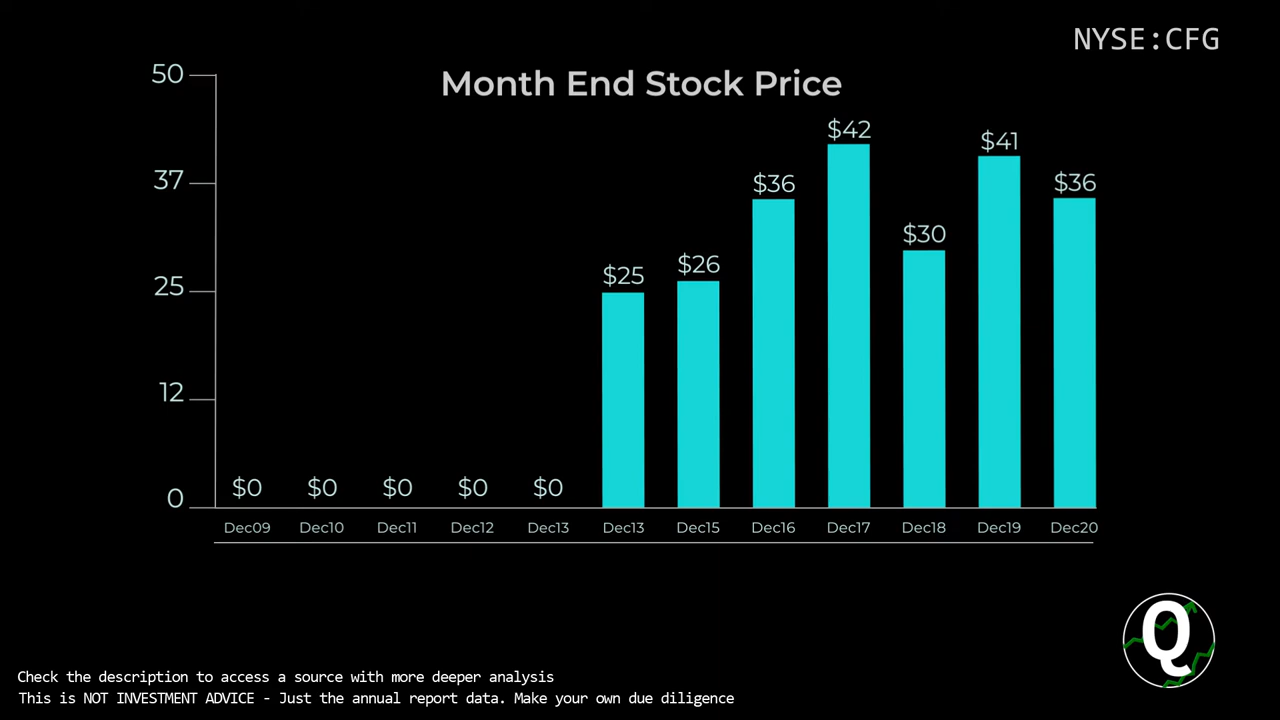 NYSE:CFG
Month End Stock Price
50
37
25
12
0
$0 $0 $0 $0 $0 $25 $26 $36 $42 $30 $41 $36
Dec09 Dec10 Dec11 Dec12 Dec13 Dec13 Dec15 Dec16 Dec17 Dec18 Dec19 Dec20
Q
Check the description to access a source with more deeper analysis
This is NOT INVESTMENT ADVICE - Just the annual report data. Make your own due diligence